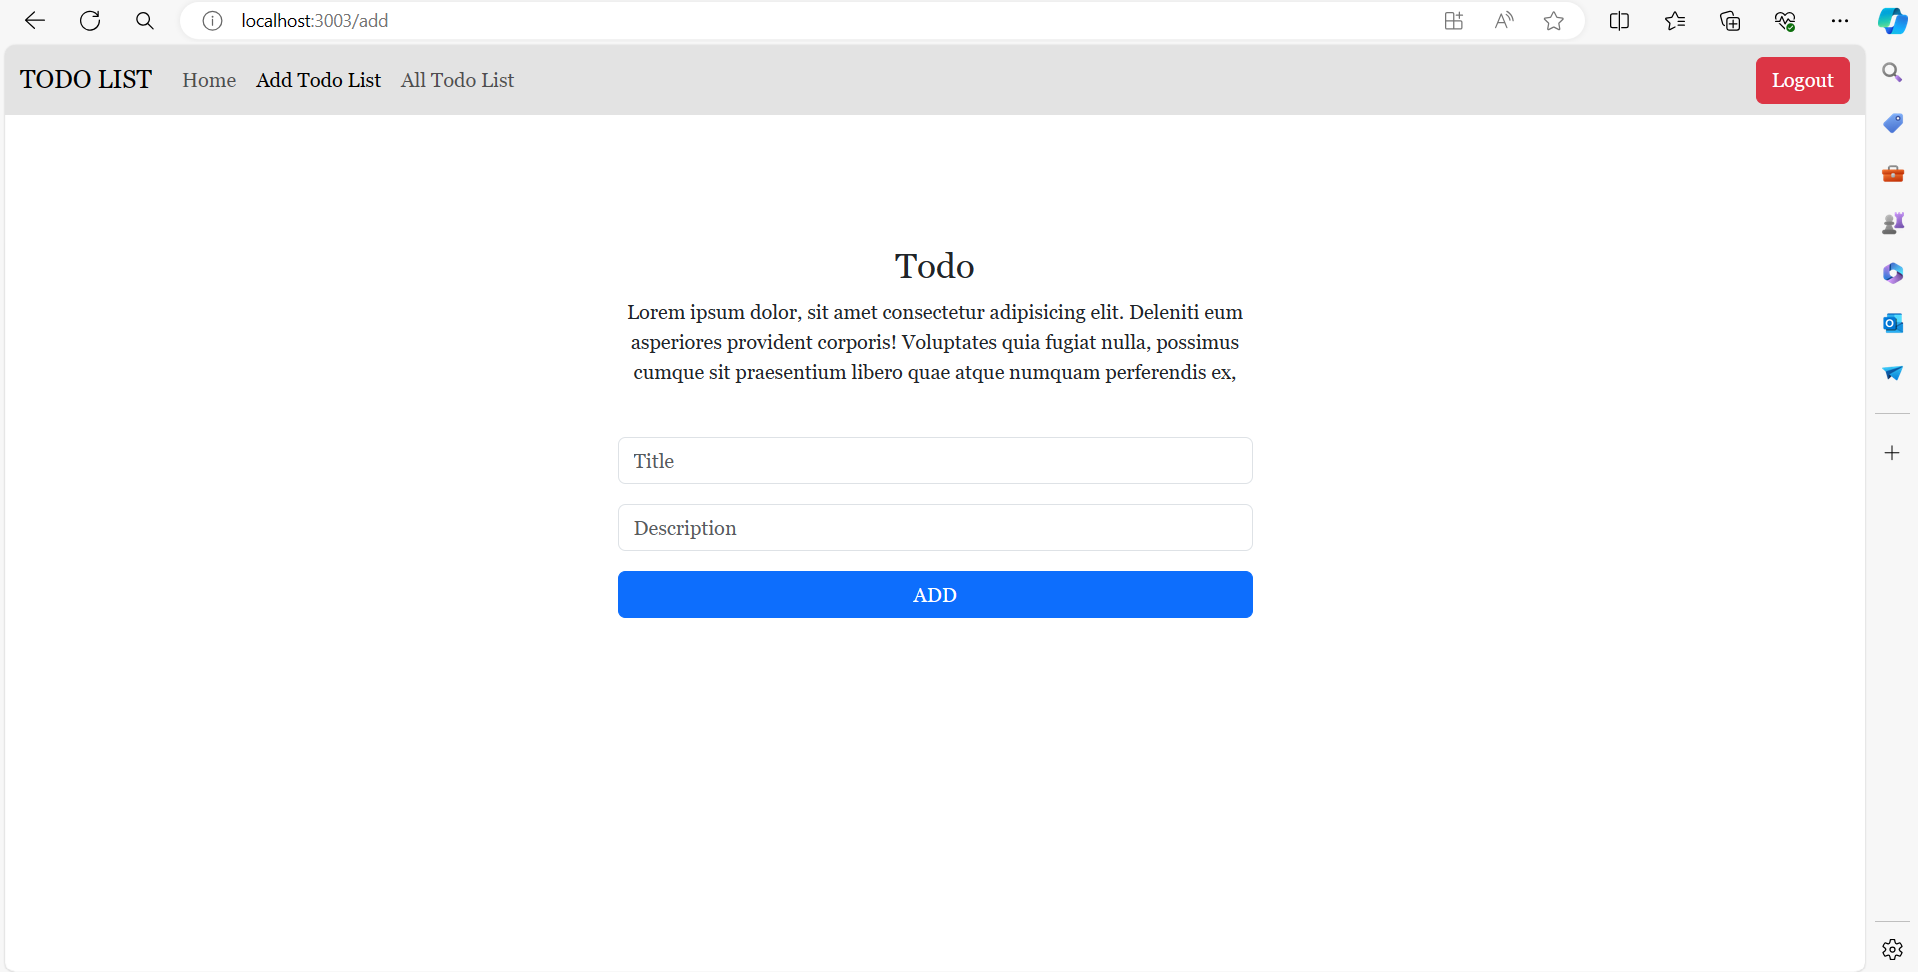 localhost:3003/add
TODO LIST Home Add Todo List All Todo List Logout
Todo
Lorem ipsum dolor, sit amet consectetur adipisicing elit. Deleniti eum
asperiores provident corporis! Voluptates quia fugiat nulla, possimus
cumque sit praesentium libero quae atque numquam perferendis ex,
Title
Description
ADD